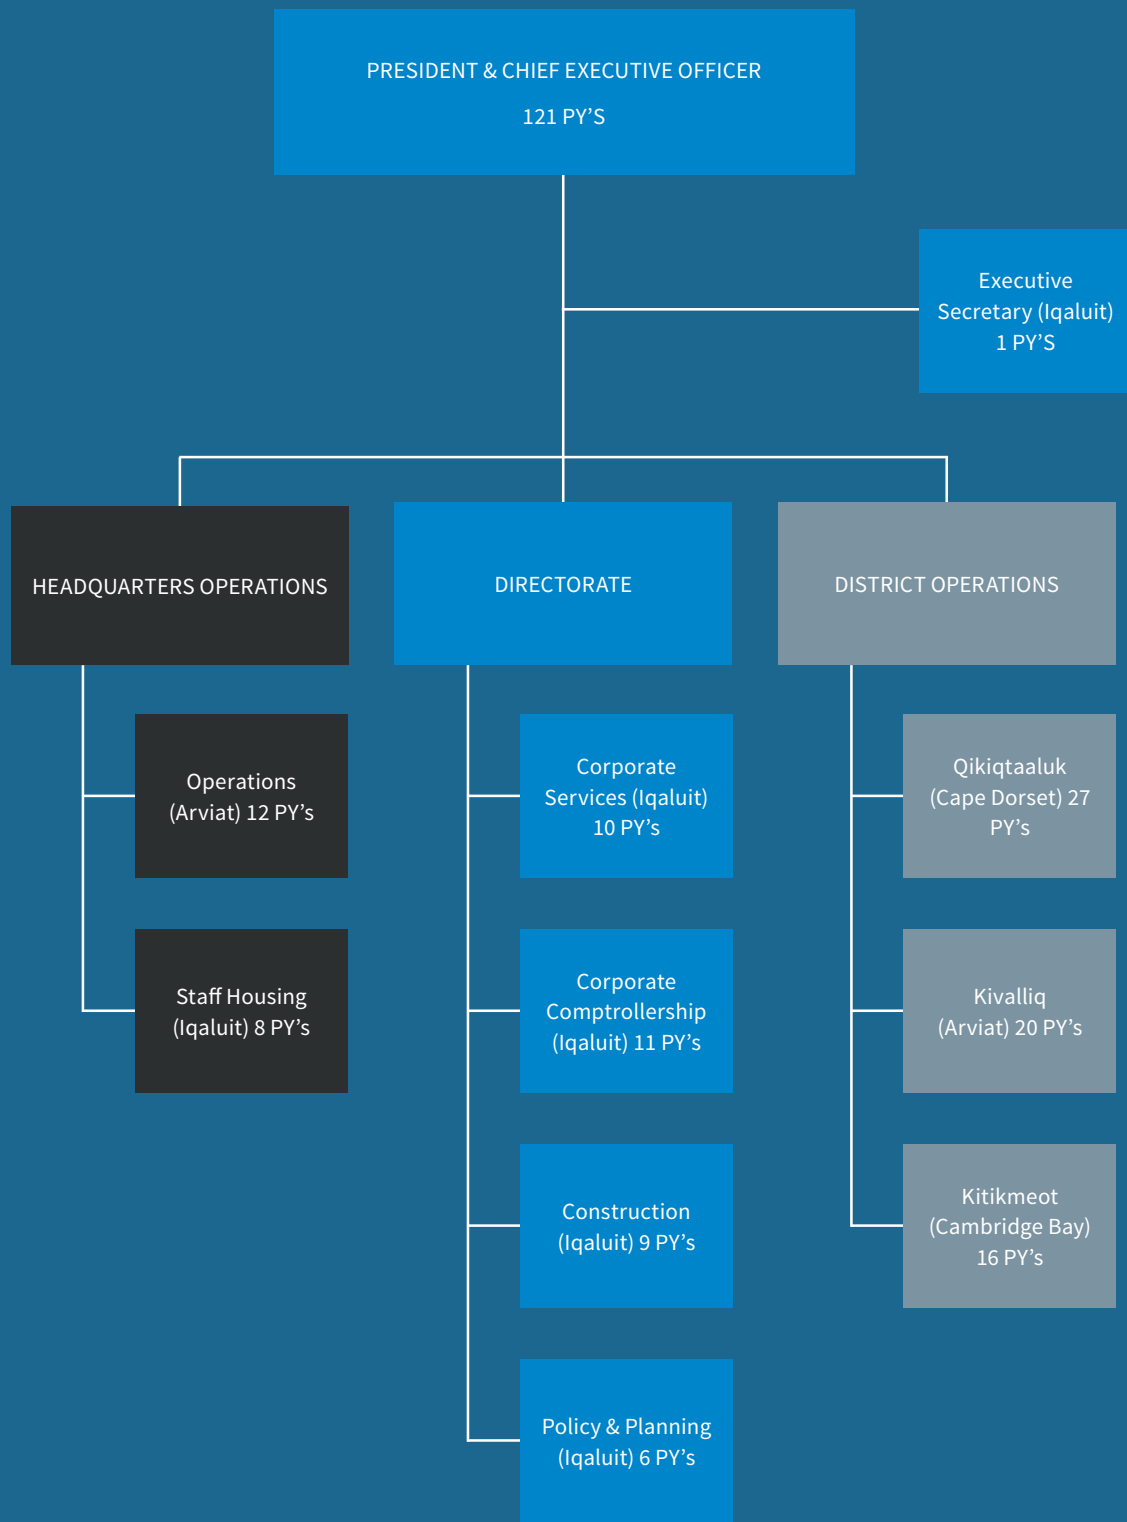 PRESIDENT & CHIEF EXECUTIVE OFFICER
121 PY’S
Executive
Secretary (Iqaluit)
1 PY’S
HEADQUARTERS OPERATIONS
DIRECTORATE
DISTRICT OPERATIONS
Operations
(Arviat) 12 PY’s
Staff Housing
(Iqaluit) 8 PY’s
Corporate
Services (Iqaluit)
10 PY’s
Corporate
Comptrollership
(Iqaluit) 11 PY’s
Construction
(Iqaluit) 9 PY’s
Policy & Planning
(Iqaluit) 6 PY’s
Qikiqtaaluk
(Cape Dorset) 27
PY’s
Kivalliq
(Arviat) 20 PY’s
Kitikmeot
(Cambridge Bay)
16 PY’s